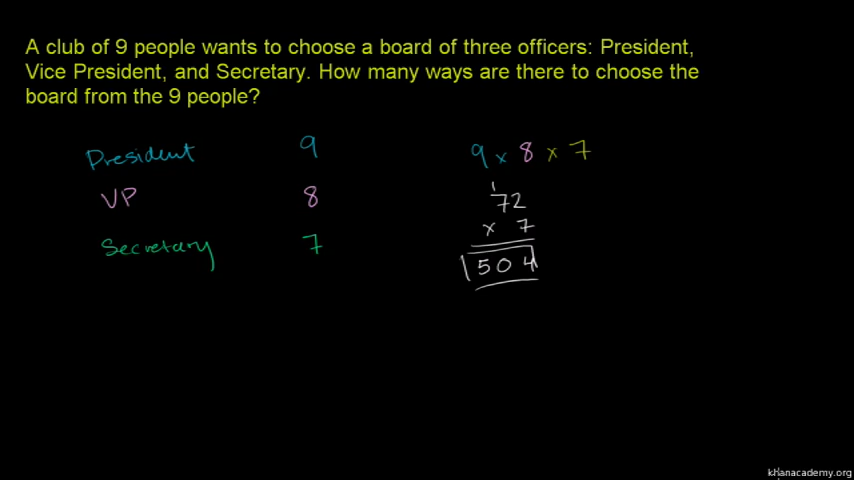 A club of 9 people wants to choose a board of three officers: President,
Vice President, and Secretary. How many ways are there to choose the
board from the 9 people?
President 9 9 x 8 x 7
VP 8 1
72
x 7
Secretary 7 504
khanacademy.org